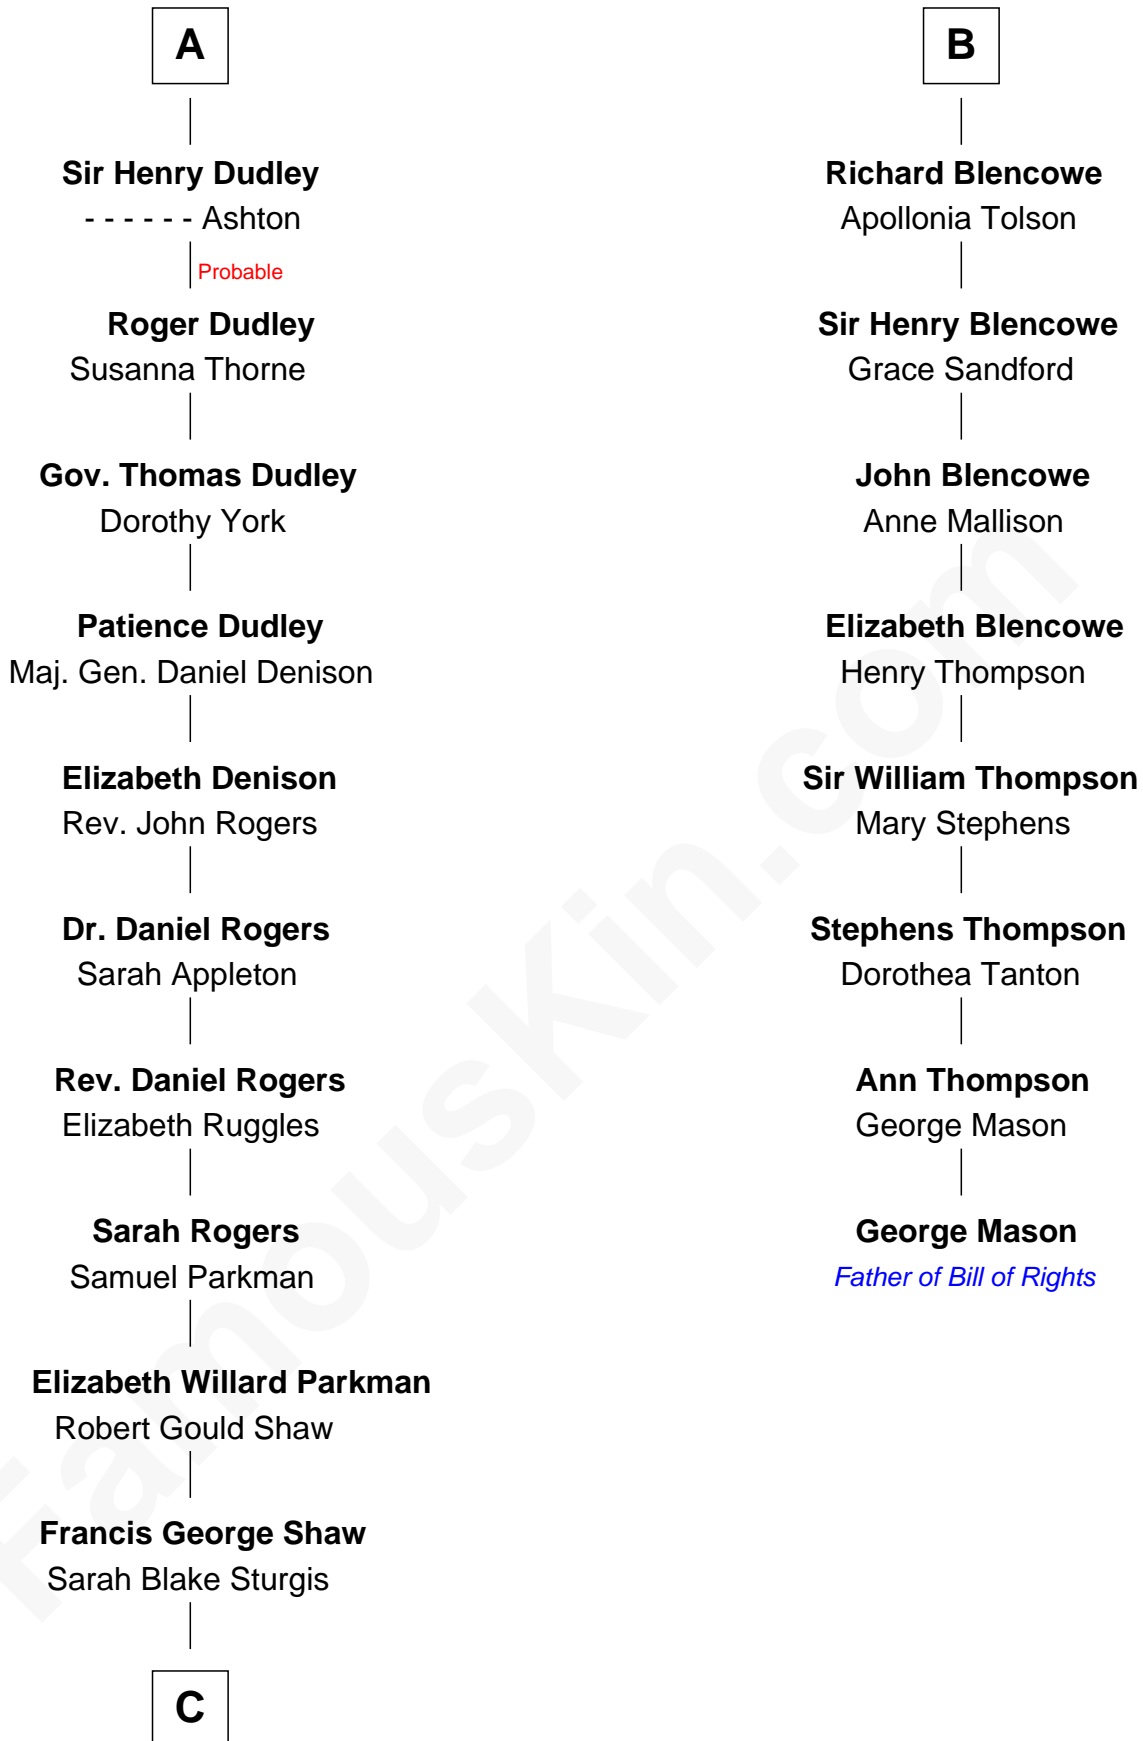 A
Sir Henry Dudley
- - - - - - Ashton
Probable
Roger Dudley
Susanna Thorne
Gov. Thomas Dudley
Dorothy York
Patience Dudley
Maj. Gen. Daniel Denison
Elizabeth Denison
Rev. John Rogers
Dr. Daniel Rogers
Sarah Appleton
Rev. Daniel Rogers
Elizabeth Ruggles
Sarah Rogers
Samuel Parkman
Elizabeth Willard Parkman
Robert Gould Shaw
Francis George Shaw
Sarah Blake Sturgis
C
B
Richard Blencowe
Apollonia Tolson
Sir Henry Blencowe
Grace Sandford
John Blencowe
Anne Mallison
Elizabeth Blencowe
Henry Thompson
Sir William Thompson
Mary Stephens
Stephens Thompson
Dorothea Tanton
Ann Thompson
George Mason
George Mason
Father of Bill of Rights
FamousKin.com